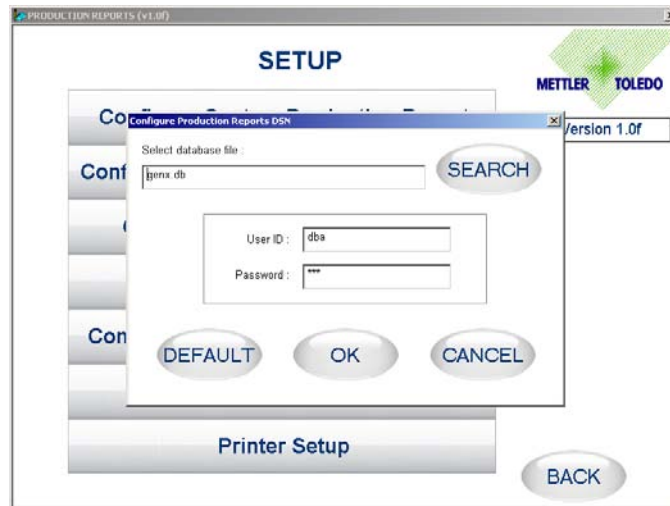 PRODUCTION REPORTS (v1.0f)
SETUP
METTLER TOLEDO
Version 1.0f
Configure Production Reports DSN
Select database file :
genx.db
SEARCH
User ID :
dba
Password :
***
DEFAULT
OK
CANCEL
Printer Setup
BACK